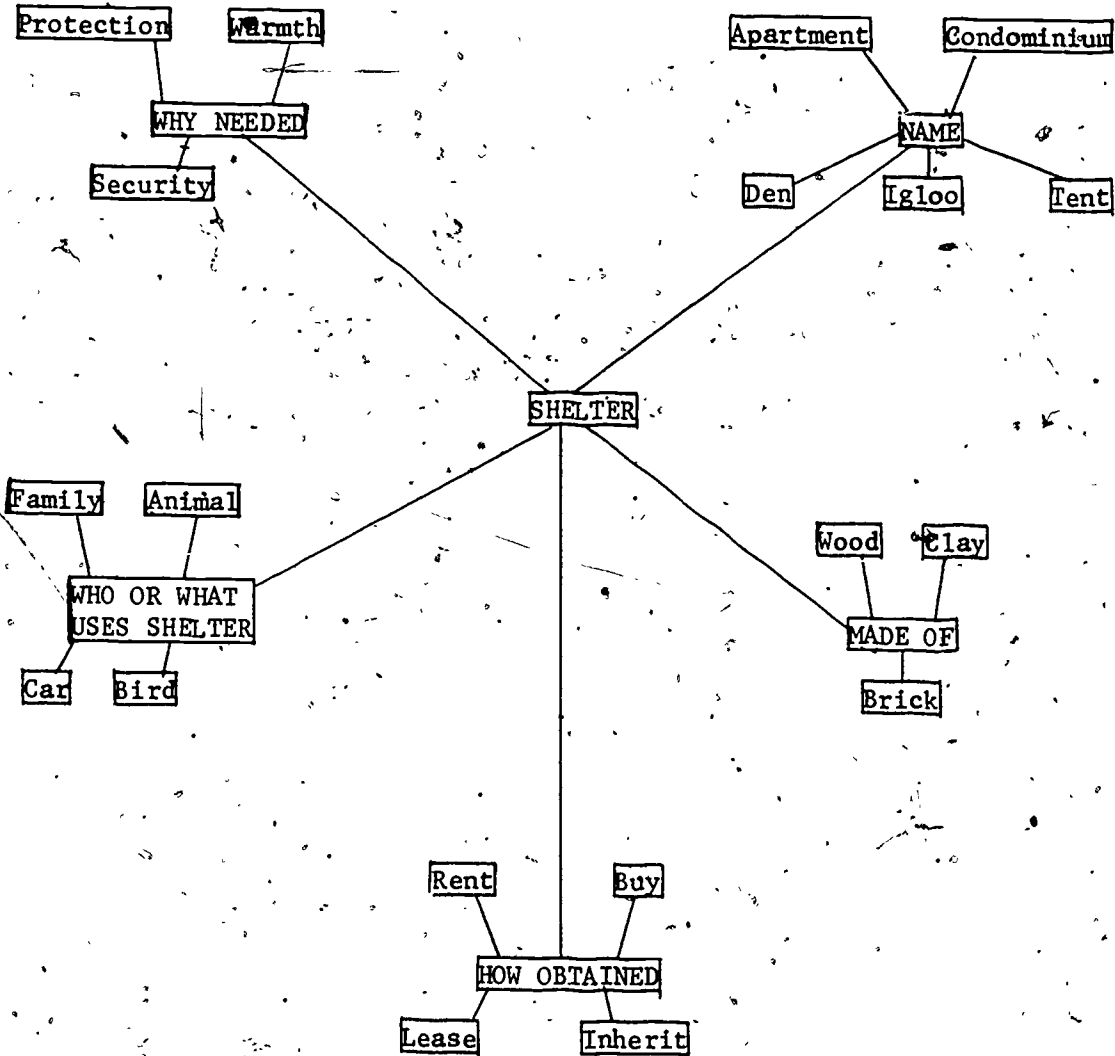 Protection
Warmth
WHY NEEDED
Security
Apartment
Condominium
NAME
Den
Igloo
Tent
SHELTER
Family
Animal
WHO OR WHAT
USES SHELTER
Car
Bird
Wood
Clay
MADE OF
Brick
Rent
Buy
HOW OBTAINED
Lease
Inherit